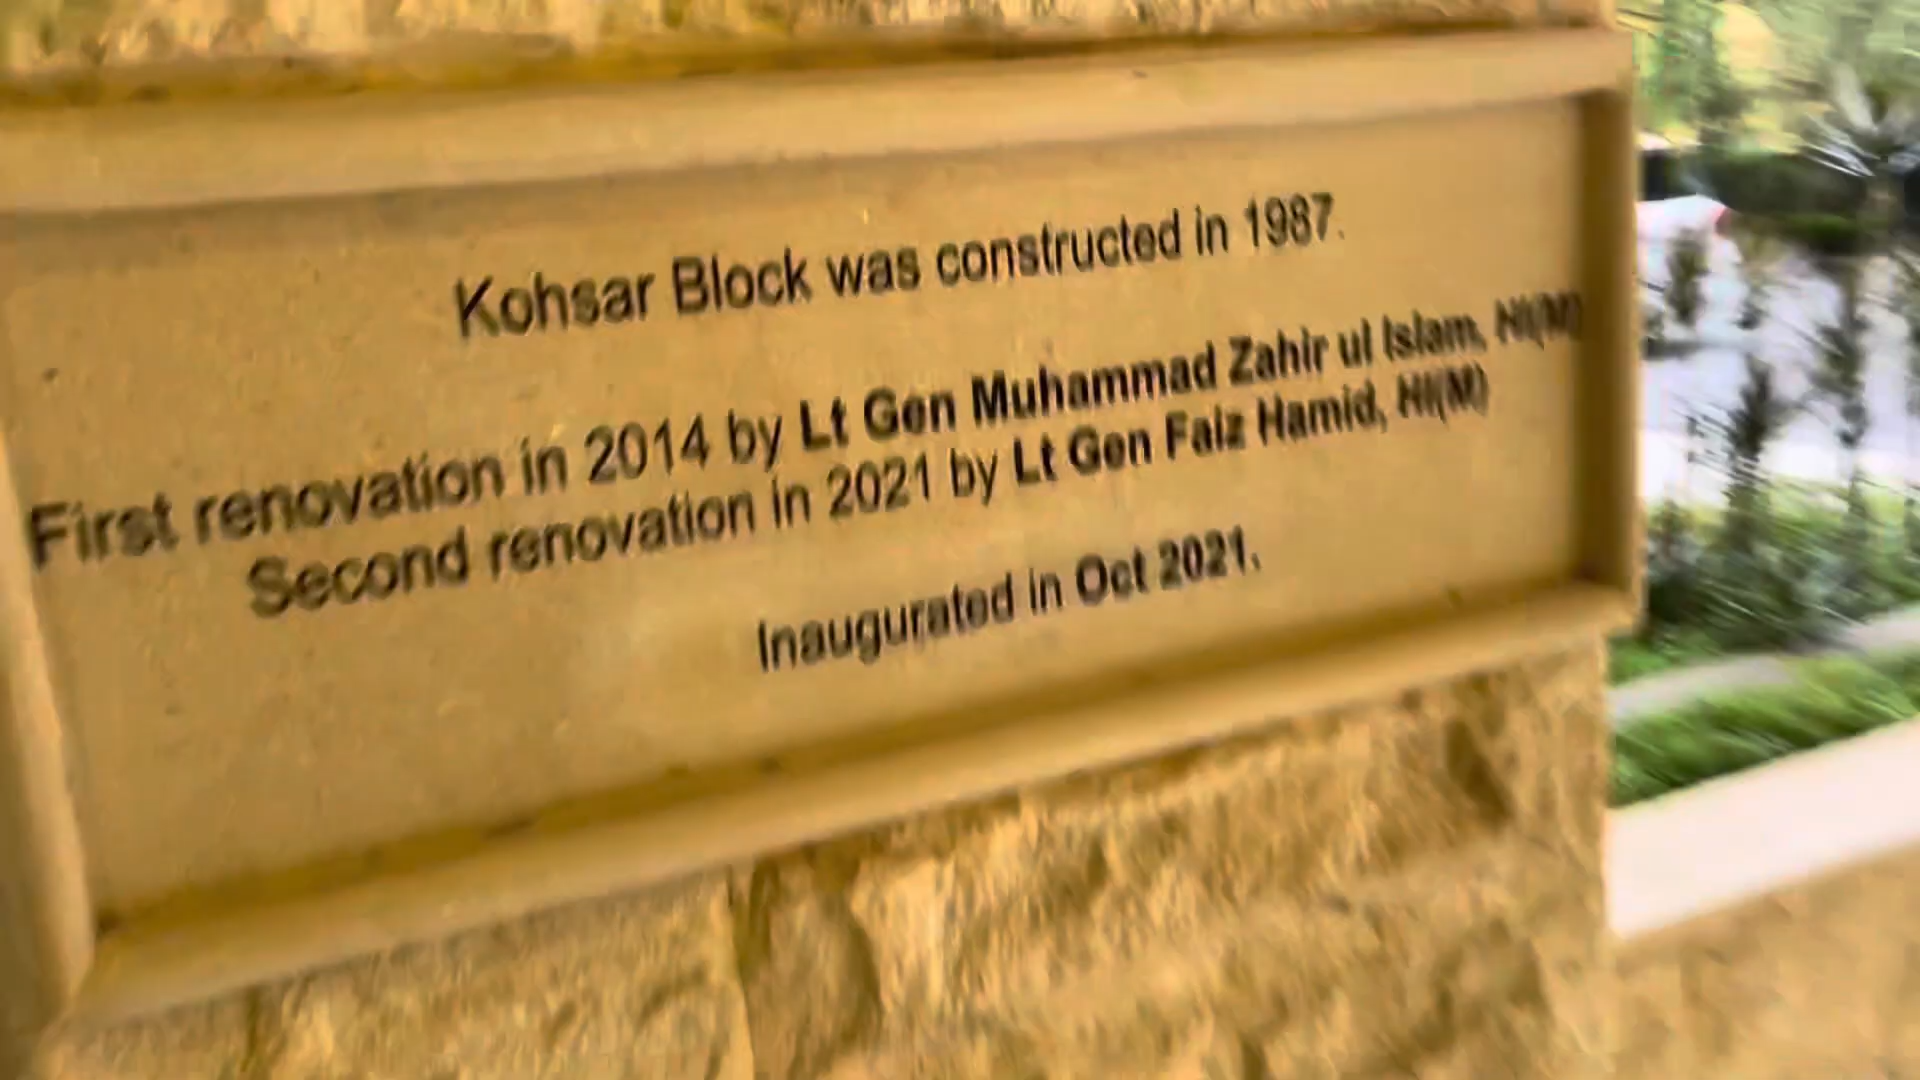 Kohsar Block was constructed in 1987.
First renovation in 2014 by Lt Gen Muhammad Zahir ul Islam, HI(M)
Second renovation in 2021 by Lt Gen Faiz Hamid, HI(M)
Inaugurated in Oct 2021.